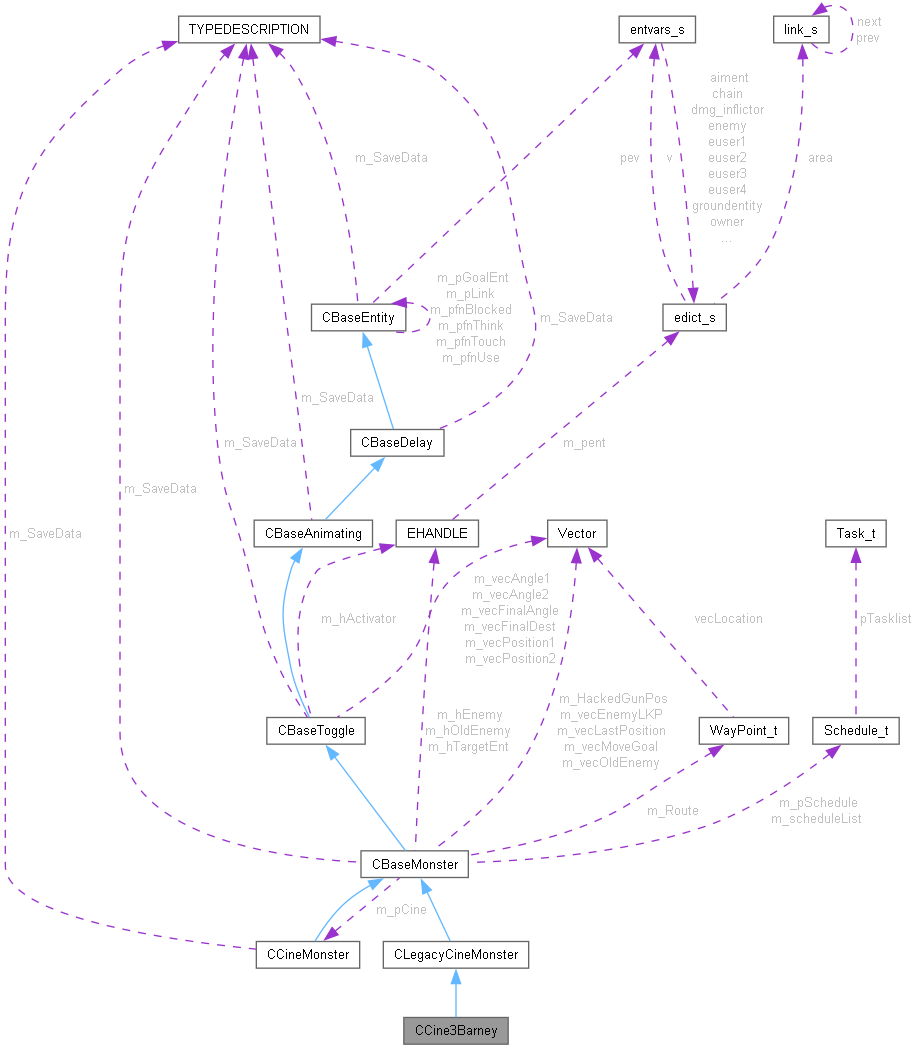 TYPEDESCRIPTION
entvars_s
link_s
next
prev
aiment
chain
dmg_inflictor
enemy
euser1
euser2
euser3
euser4
groundentity
owner
...
m_SaveData
pev
v
area
m_pGoalEnt
m_pLink
m_pfnBlocked
m_pfnThink
m_pfnTouch
m_pfnUse
CBaseEntity
m_SaveData
edict_s
m_SaveData
m_SaveData
CBaseDelay
m_pent
m_SaveData
m_SaveData
CBaseAnimating
EHANDLE
Vector
Task_t
m_vecAngle1
m_vecAngle2
m_vecFinalAngle
m_vecFinalDest
m_vecPosition1
m_vecPosition2
m_hActivator
vecLocation
pTasklist
m_hEnemy
m_hOldEnemy
m_hTargetEnt
m_HackedGunPos
m_vecEnemyLKP
m_vecLastPosition
m_vecMoveGoal
m_vecOldEnemy
CBaseToggle
WayPoint_t
Schedule_t
m_Route
m_pSchedule
m_scheduleList
CBaseMonster
m_pCine
CCineMonster
CLegacyCineMonster
CCine3Barney